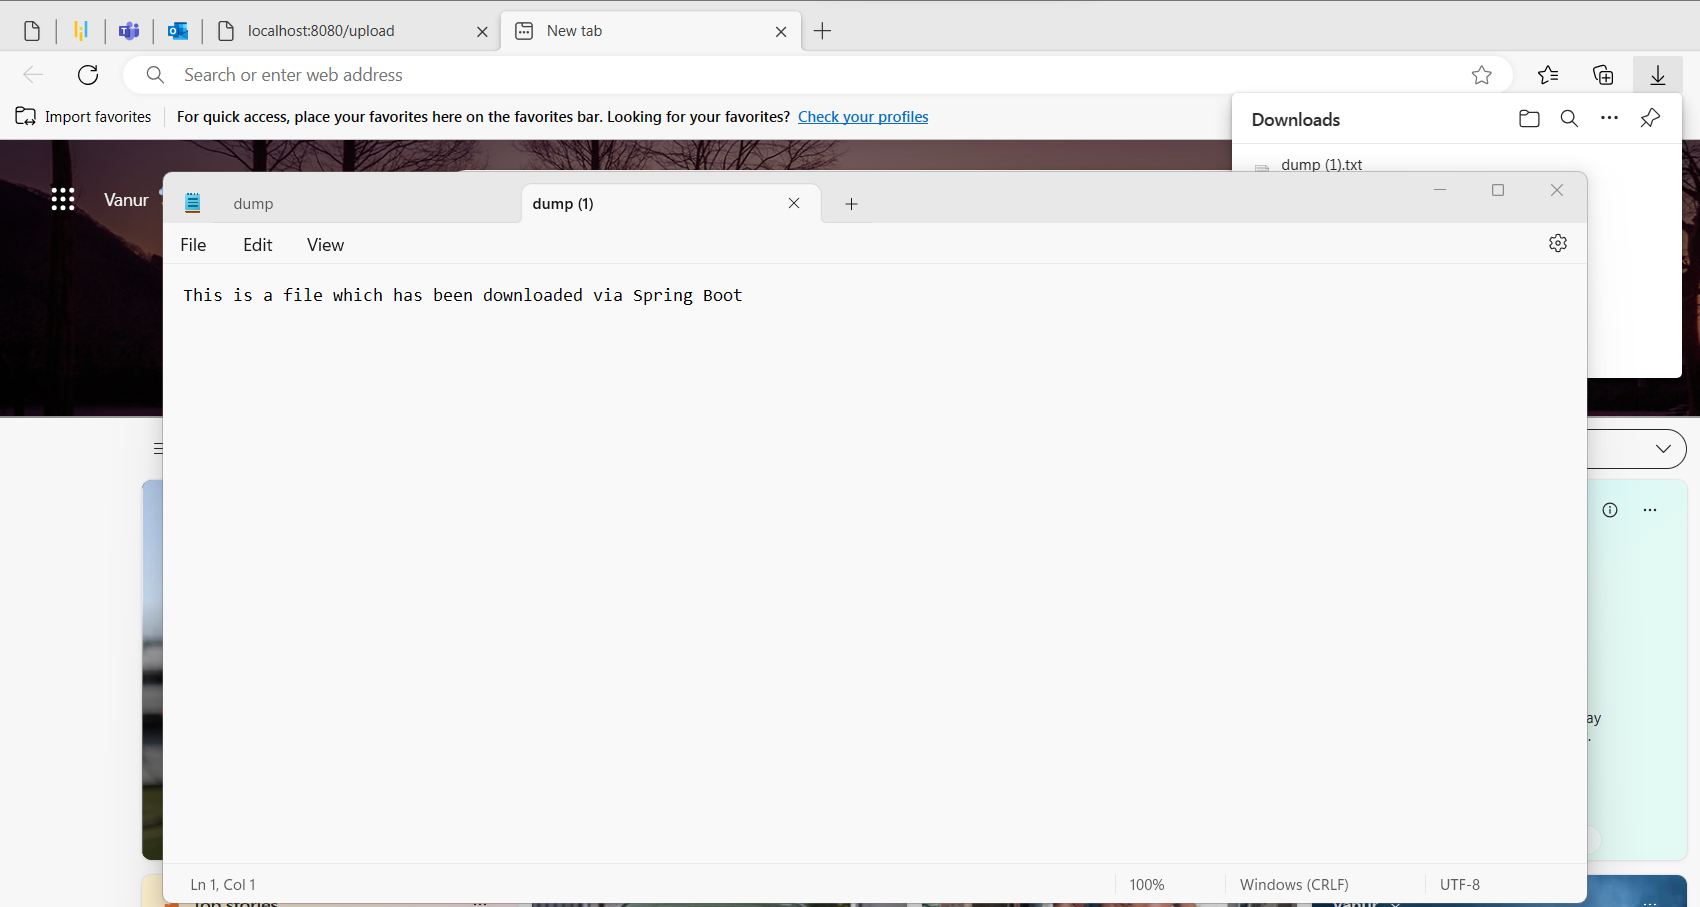 localhost:8080/upload
New tab
Search or enter web address
Import favorites
For quick access, place your favorites here on the favorites bar. Looking for your favorites? Check your profiles
Downloads
dump (1).txt
Vanur
dump
dump (1)
File Edit View
This is a file which has been downloaded via Spring Boot
ay
Ln 1, Col 1
100%
Windows (CRLF)
UTF-8
Top stories
Vanur